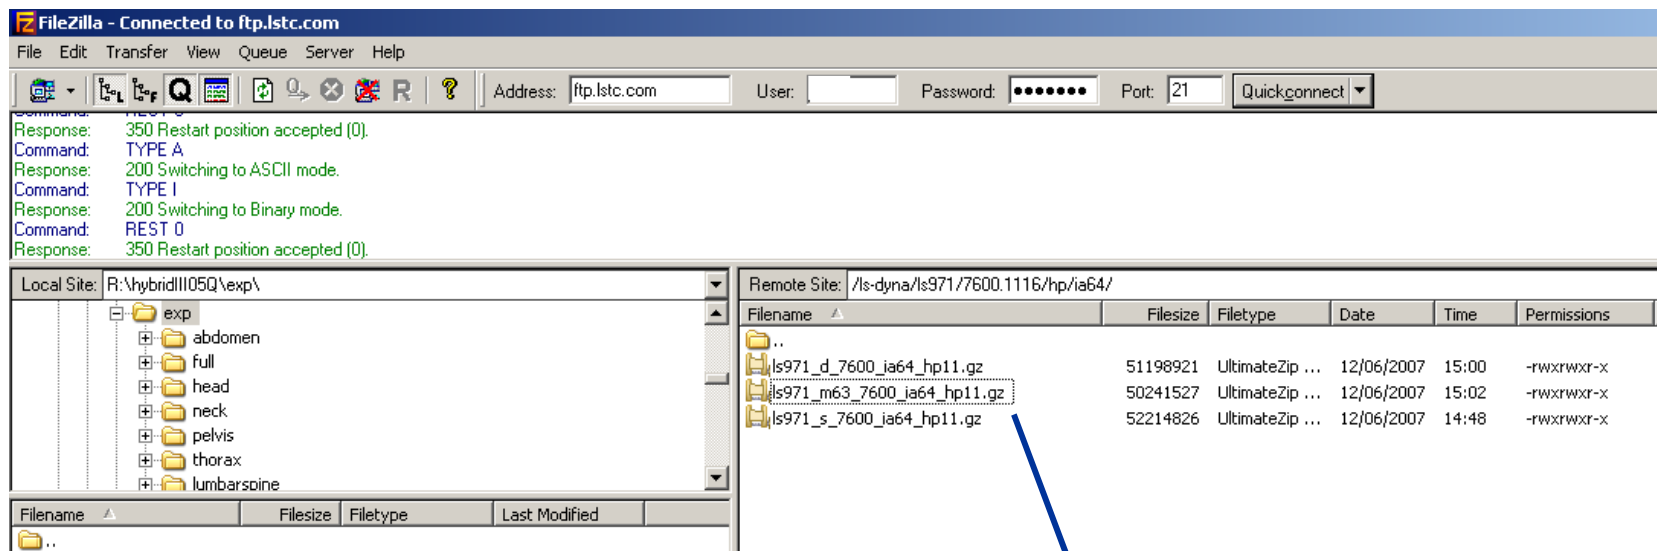 FileZilla - Connected to ftp.lstc.com
File Edit Transfer View Queue Server Help
Address: ftp.lstc.com User: Password: ●●●●●●● Port: 21 Quickconnect
Command: REST 0
Response: 350 Restart position accepted (0).
Command: TYPE A
Response: 200 Switching to ASCII mode.
Command: TYPE I
Response: 200 Switching to Binary mode.
Command: REST 0
Response: 350 Restart position accepted (0).
Local Site: R:\hybridIII05Q\exp\
exp
abdomen
full
head
neck
pelvis
thorax
lumbarspine
Filename Filesize Filetype Last Modified
..
Remote Site: /ls-dyna/ls971/7600.1116/hp/ia64/
Filename Filesize Filetype Date Time Permissions
..
ls971_d_7600_ia64_hp11.gz 51198921 UltimateZip ... 12/06/2007 15:00 -rwxrwxr-x
ls971_m63_7600_ia64_hp11.gz 50241527 UltimateZip ... 12/06/2007 15:02 -rwxrwxr-x
ls971_s_7600_ia64_hp11.gz 52214826 UltimateZip ... 12/06/2007 14:48 -rwxrwxr-x